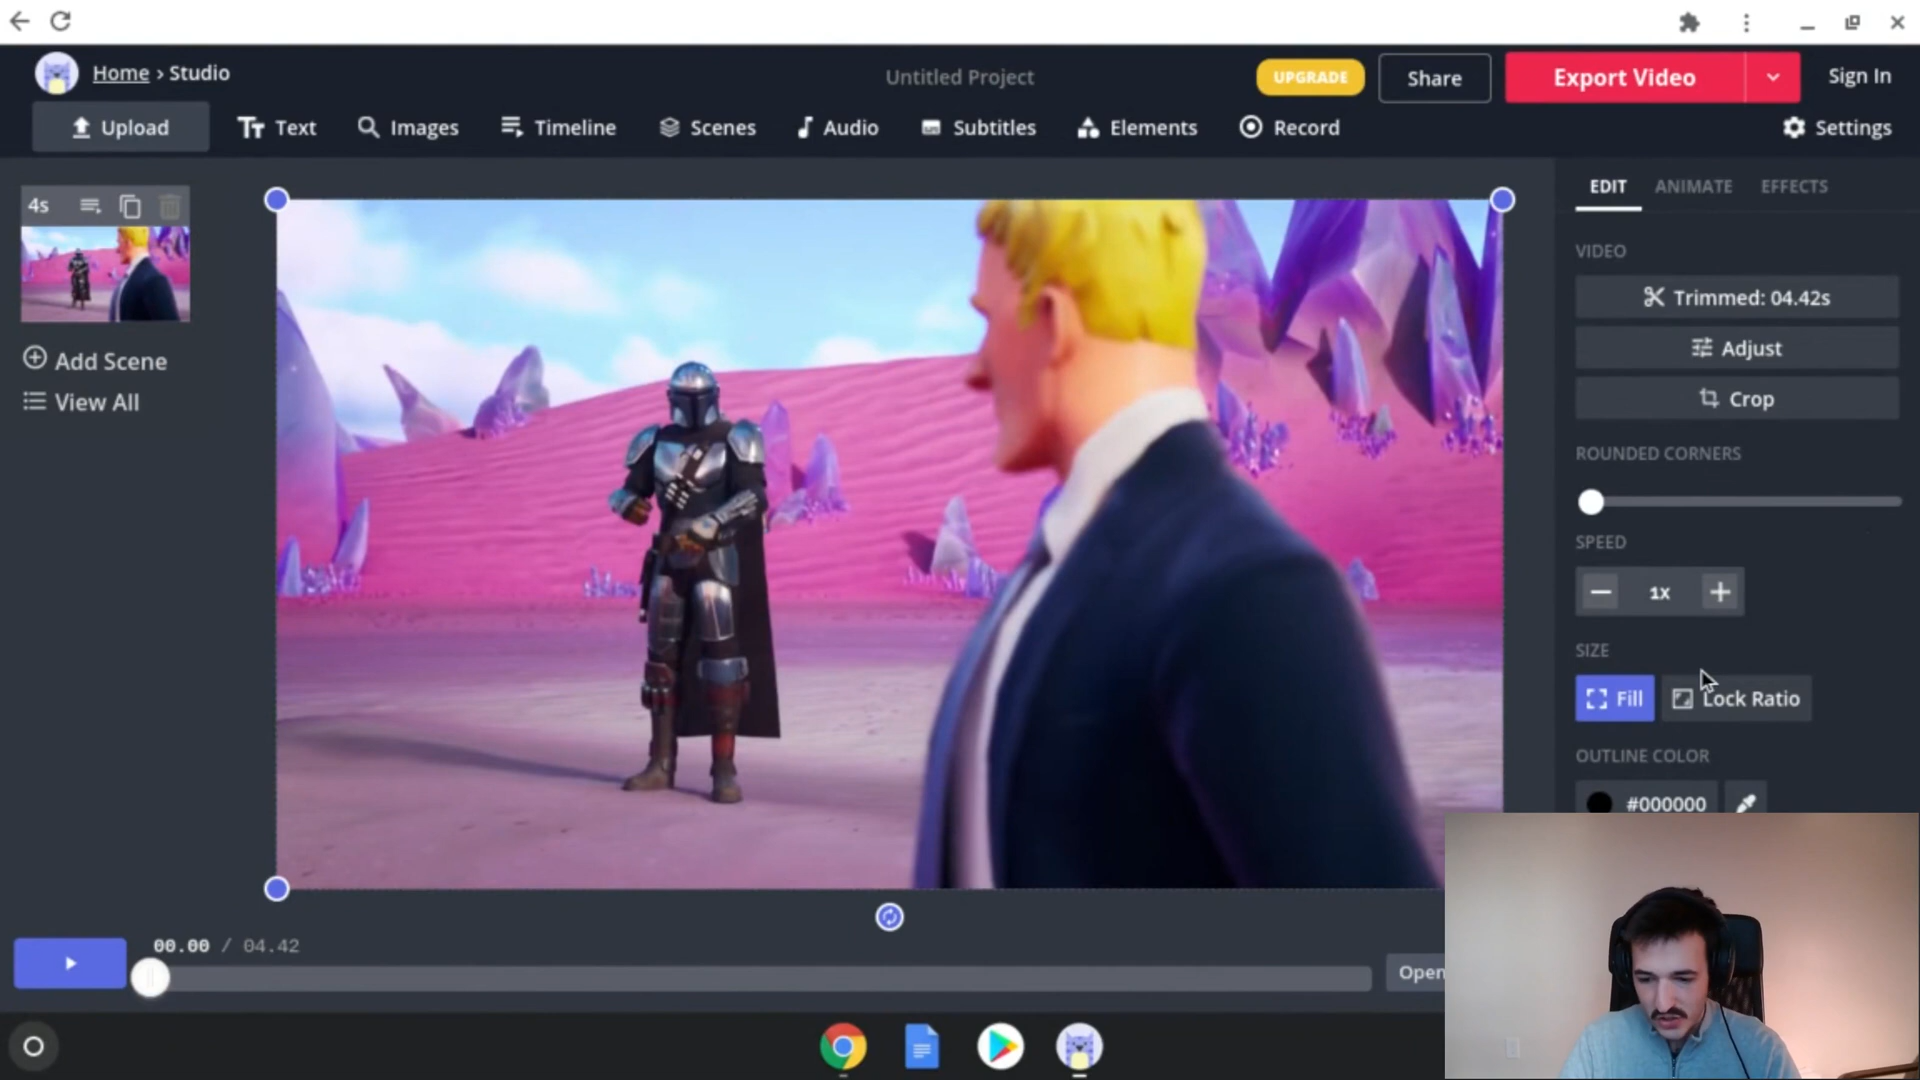 Home › Studio
Untitled Project
UPGRADE
Share
Export Video
Sign In
Upload
Text
Images
Timeline
Scenes
Audio
Subtitles
Elements
Record
Settings
4s
Add Scene
View All
EDIT
ANIMATE
EFFECTS
VIDEO
Trimmed: 04.42s
Adjust
Crop
ROUNDED CORNERS
SPEED
1x
SIZE
Fill
Lock Ratio
OUTLINE COLOR
#000000
00.00 / 04.42
Open